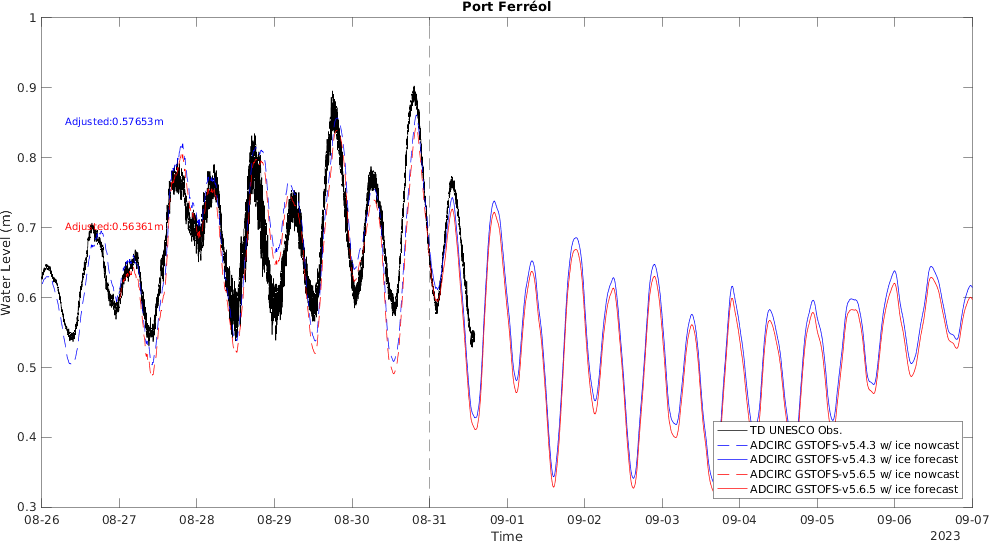 Port Ferréol
1
0.9
0.8
0.7
0.6
0.5
0.4
0.3
Water Level (m)
Adjusted:0.57653m
Adjusted:0.56361m
TD UNESCO Obs.
ADCIRC GSTOFS-v5.4.3 w/ ice nowcast
ADCIRC GSTOFS-v5.4.3 w/ ice forecast
ADCIRC GSTOFS-v5.6.5 w/ ice nowcast
ADCIRC GSTOFS-v5.6.5 w/ ice forecast
08-26 08-27 08-28 08-29 08-30 08-31 09-01 09-02 09-03 09-04 09-05 09-06 09-07
Time
2023